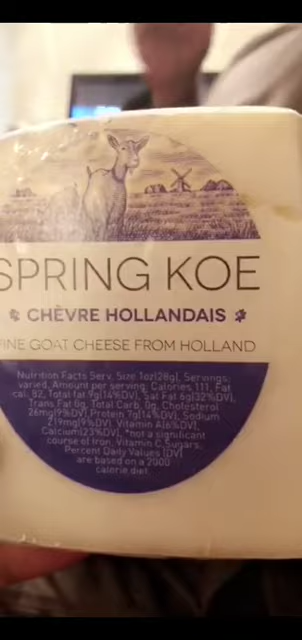 SPRING KOE
CHÈVRE HOLLANDAIS
FINE GOAT CHEESE FROM HOLLAND
Nutrition Facts Serv. Size 1oz(28g), Servings:
varied, Amount per serving: Calories 111, Fat
cal. 82, Total fat 9g(14%DV), Sat Fat 6g(32%DV),
Trans Fat 0g, Total Carb. 0g, Cholesterol
26mg(9%DV),Protein 7g(14%DV), Sodium
219mg(9%DV), Vitamin A(6%DV),
Calcium(23%DV), *not a significant
course of Iron, Vitamin C,Sugars.
Percent Daily Values (DV)
are based on a 2000
calorie diet.